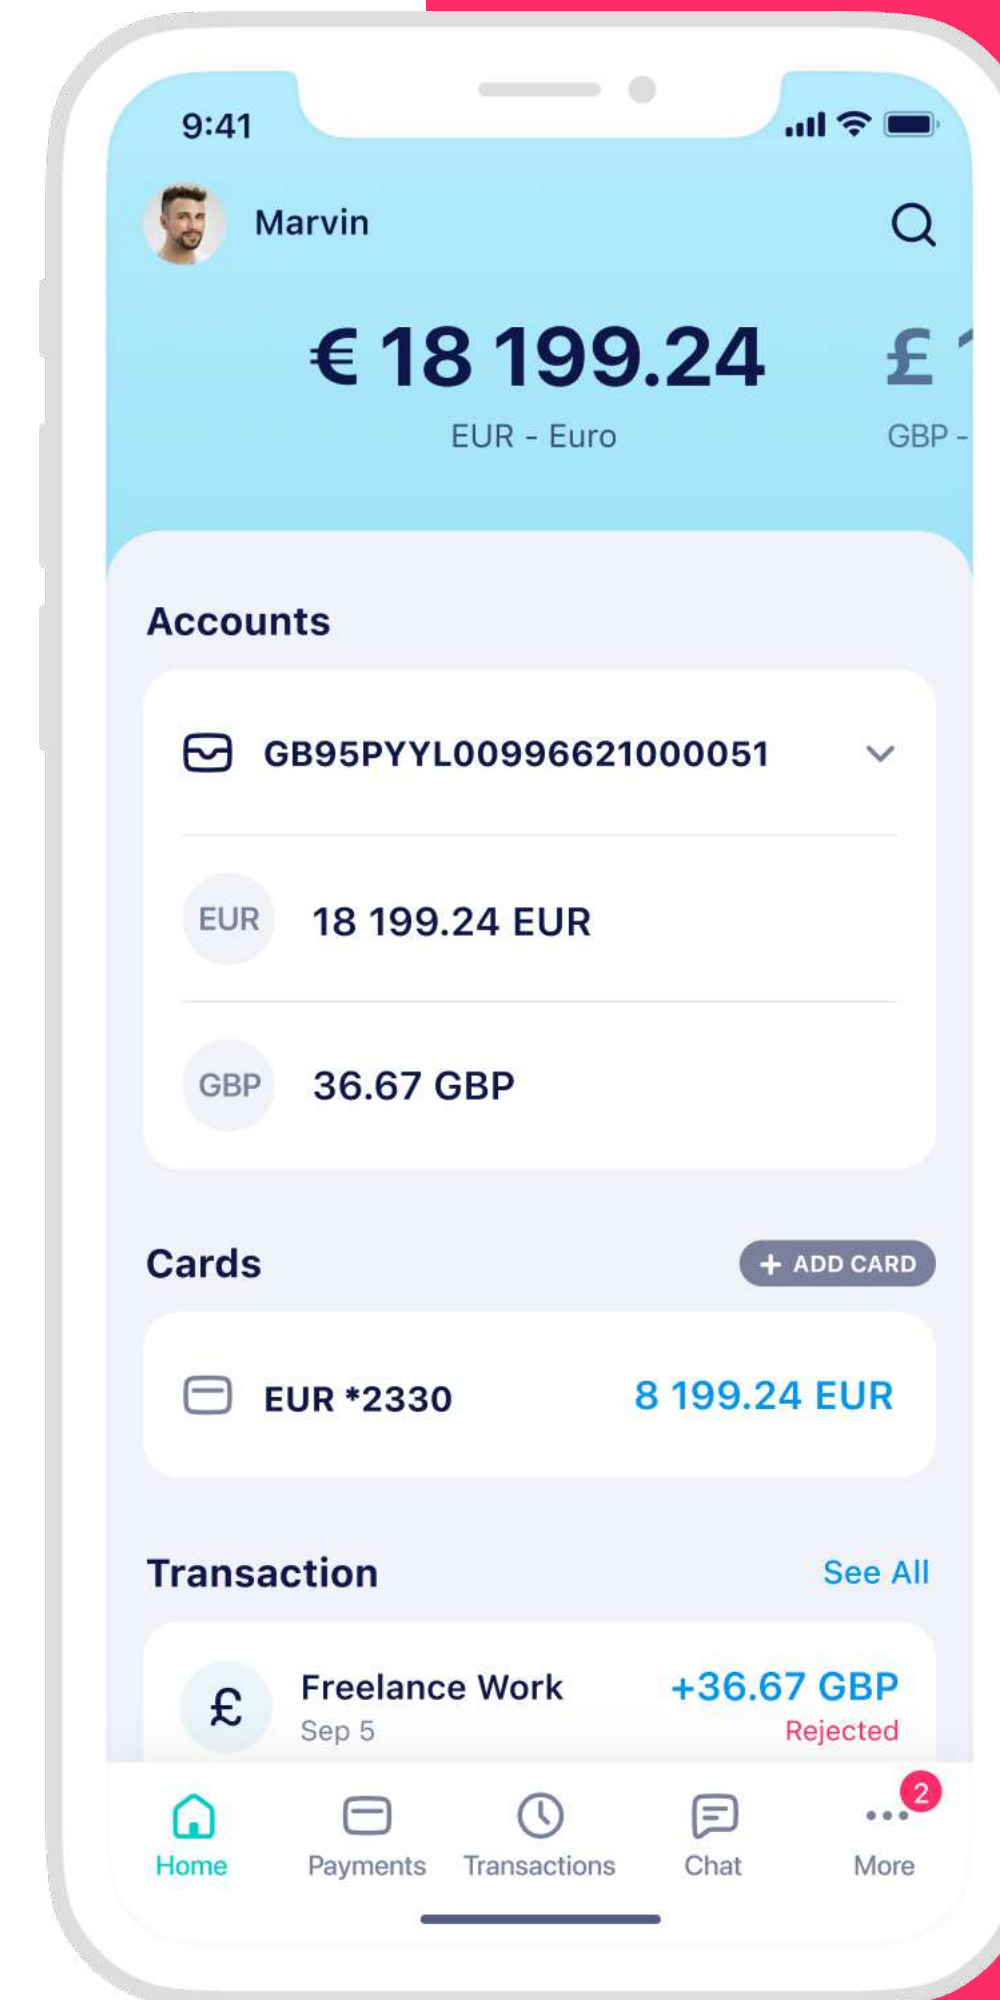 9:41
Marvin
€ 18 199.24
£ 1
EUR - Euro
GBP -
Accounts
GB95PYYL00996621000051
EUR 18 199.24 EUR
GBP 36.67 GBP
Cards
+ ADD CARD
EUR *2330
8 199.24 EUR
Transaction
See All
£
Freelance Work
+36.67 GBP
Sep 5
Rejected
2
Home
Payments
Transactions
Chat
More